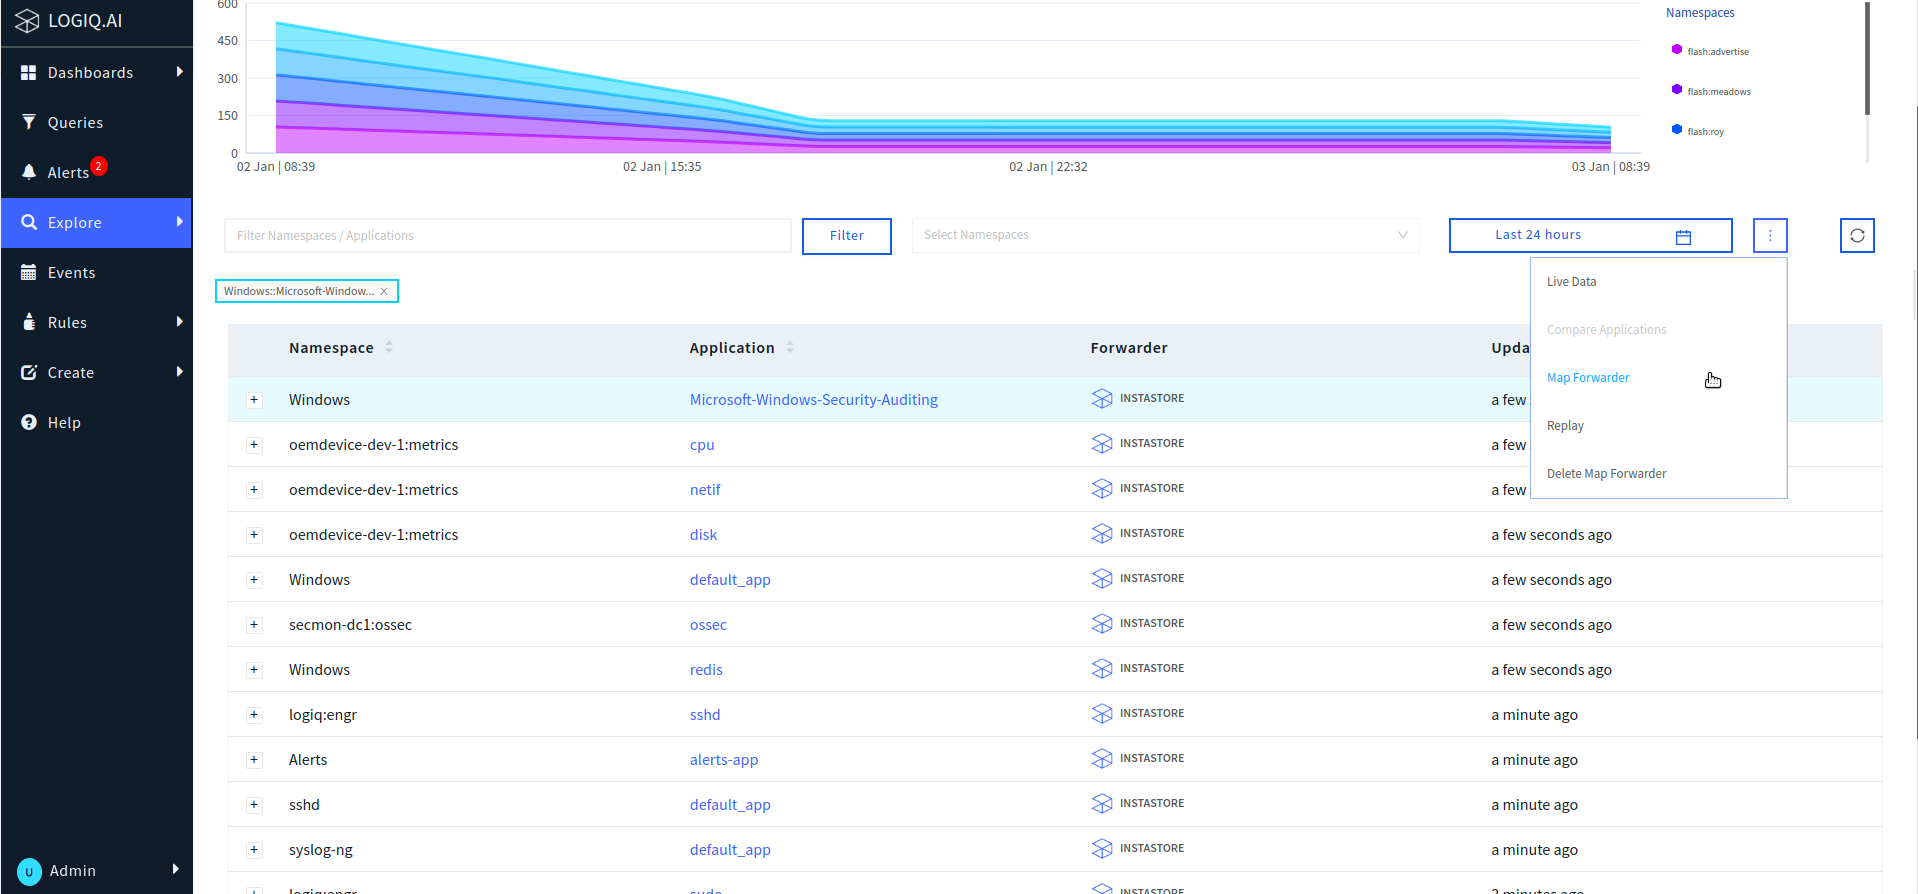 LOGIQ.AI
Dashboards
Queries
Alerts 2
Explore
Events
Rules
Create
Help
U Admin
600
450
300
150
0
02 Jan | 08:39
02 Jan | 15:35
02 Jan | 22:32
03 Jan | 08:39
Namespaces
flash:advertise
flash:meadows
flash:roy
Filter Namespaces / Applications
Filter
Select Namespaces
Last 24 hours
Windows::Microsoft-Window... X
Live Data
Compare Applications
Map Forwarder
Replay
Delete Map Forwarder
Namespace Application Forwarder Upda
+ Windows Microsoft-Windows-Security-Auditing INSTASTORE a few
+ oemdevice-dev-1:metrics cpu INSTASTORE a few
+ oemdevice-dev-1:metrics netif INSTASTORE a few
+ oemdevice-dev-1:metrics disk INSTASTORE a few seconds ago
+ Windows default_app INSTASTORE a few seconds ago
+ secmon-dc1:ossec ossec INSTASTORE a few seconds ago
+ Windows redis INSTASTORE a few seconds ago
+ logiq:engr sshd INSTASTORE a minute ago
+ Alerts alerts-app INSTASTORE a minute ago
+ sshd default_app INSTASTORE a minute ago
+ syslog-ng default_app INSTASTORE a minute ago
logiq:engr sudo INSTASTORE minutes ago